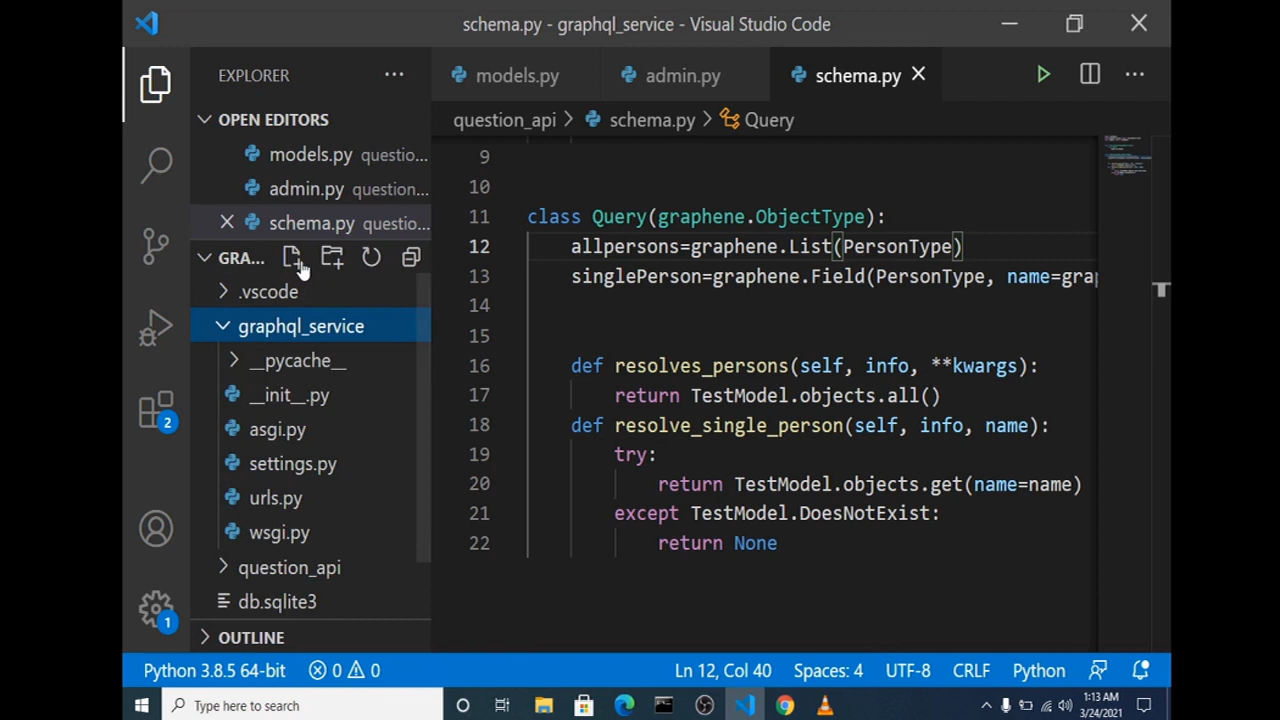 schema.py - graphql_service - Visual Studio Code
EXPLORER
models.py
admin.py
schema.py
OPEN EDITORS
question_api
schema.py
Query
models.py questio...
admin.py question...
schema.py questio...
GRA...
.vscode
graphql_service
__pycache__
__init__.py
asgi.py
settings.py
urls.py
wsgi.py
question_api
db.sqlite3
OUTLINE
9
10
11 class Query(graphene.ObjectType):
12 allpersons=graphene.List(PersonType)
13 singlePerson=graphene.Field(PersonType, name=grap
14
15
16 def resolves_persons(self, info, **kwargs):
17 return TestModel.objects.all()
18 def resolve_single_person(self, info, name):
19 try:
20 return TestModel.objects.get(name=name)
21 except TestModel.DoesNotExist:
22 return None
2
1
Python 3.8.5 64-bit 0 0 Ln 12, Col 40 Spaces: 4 UTF-8 CRLF Python
Type here to search
1:13 AM
3/24/2021